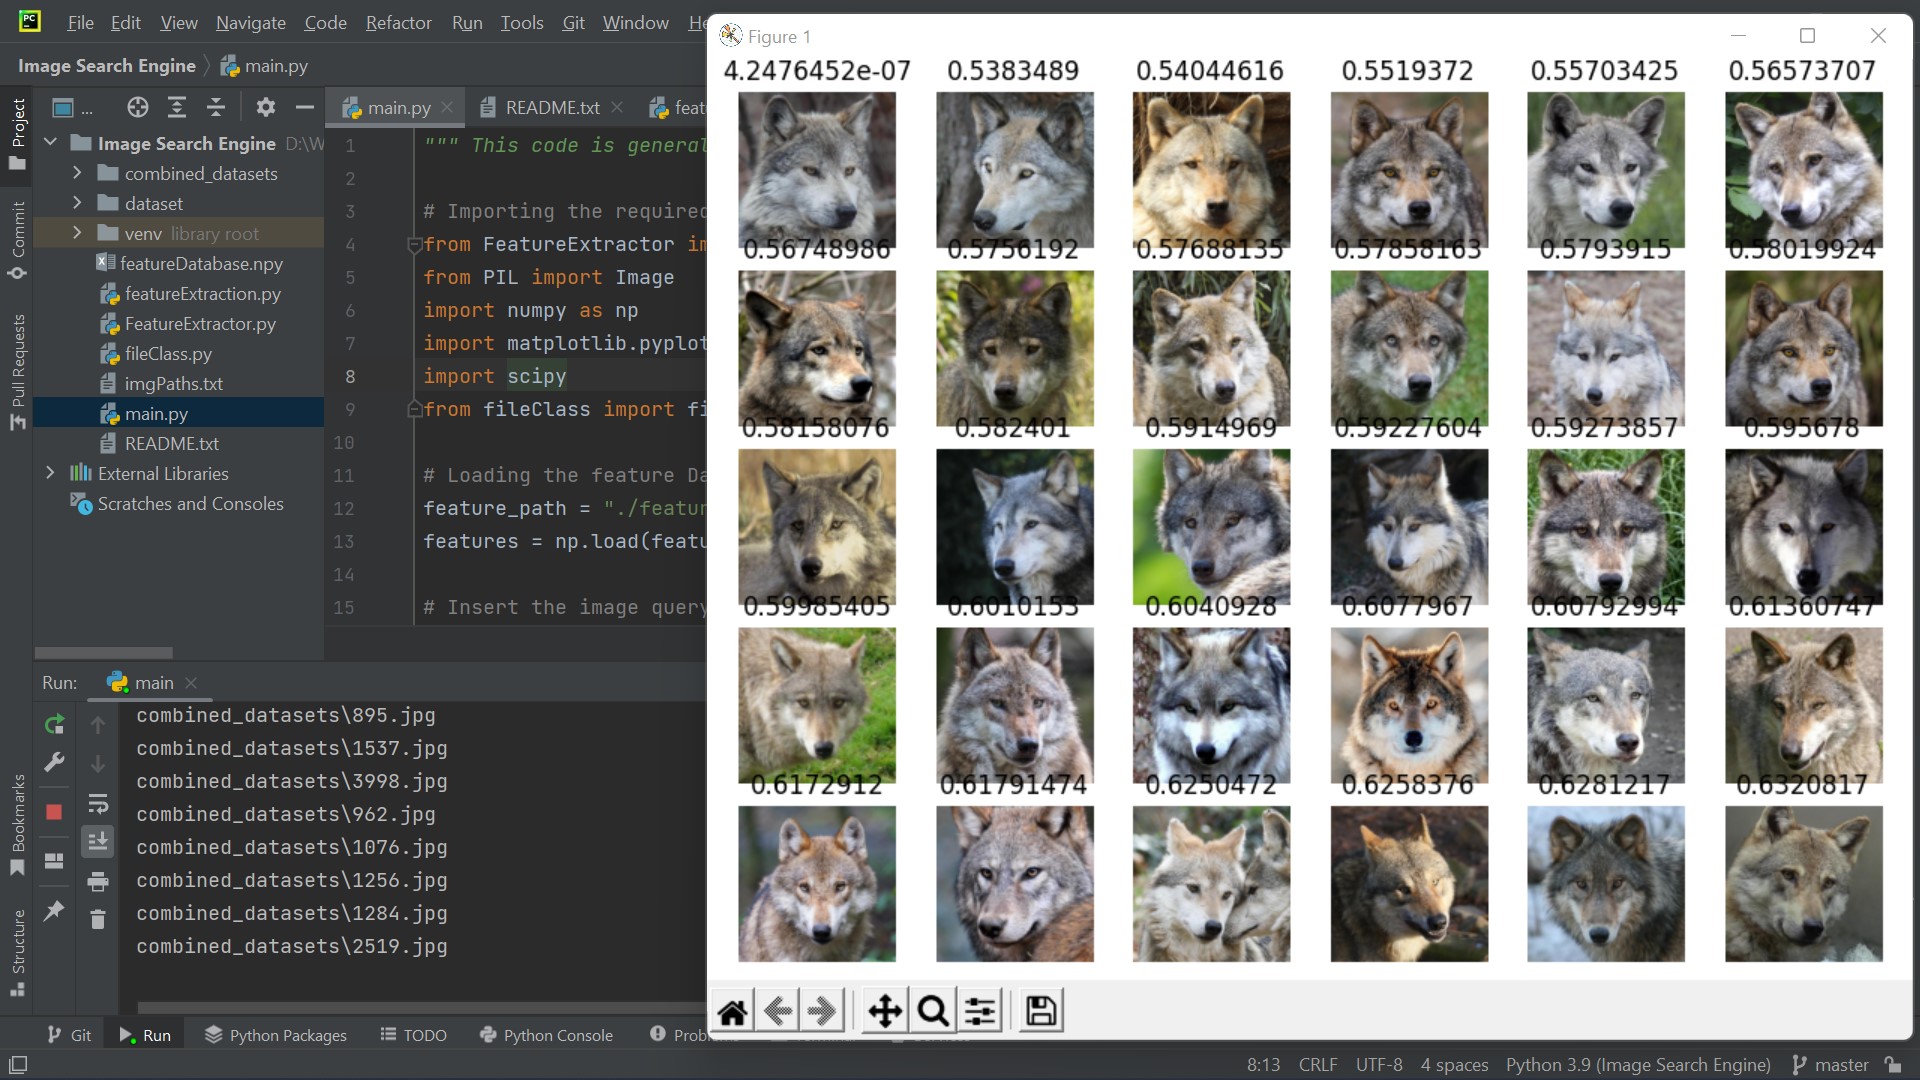 PC
File Edit View Navigate Code Refactor Run Tools Git Window
Image Search Engine main.py
Project
Commit
Pull Requests
Bookmarks
Structure
...
Image Search Engine D:\W
combined_datasets
dataset
venv library root
featureDatabase.npy
featureExtraction.py
FeatureExtractor.py
fileClass.py
imgPaths.txt
main.py
README.txt
External Libraries
Scratches and Consoles
main.py README.txt feat
1 """ This code is general
2
3 # Importing the required
4 from FeatureExtractor im
5 from PIL import Image
6 import numpy as np
7 import matplotlib.pyplot
8 import scipy
9 from fileClass import fi
10
11 # Loading the feature Da
12 feature_path = "./featur
13 features = np.load(featu
14
15 # Insert the image query
Run: main
combined_datasets\895.jpg
combined_datasets\1537.jpg
combined_datasets\3998.jpg
combined_datasets\962.jpg
combined_datasets\1076.jpg
combined_datasets\1256.jpg
combined_datasets\1284.jpg
combined_datasets\2519.jpg
Figure 1
4.2476452e-07 0.5383489 0.54044616 0.5519372 0.55703425 0.56573707
0.56748986 0.5756192 0.57688135 0.57858163 0.5793915 0.58019924
0.58158076 0.582401 0.5914969 0.59227604 0.59273857 0.595678
0.59985405 0.6010153 0.6040928 0.6077967 0.60792994 0.61360747
0.6172912 0.61791474 0.6250472 0.6258376 0.6281217 0.6320817
Git Run Python Packages TODO Python Console
8:13 CRLF UTF-8 4 spaces Python 3.9 (Image Search Engine) master